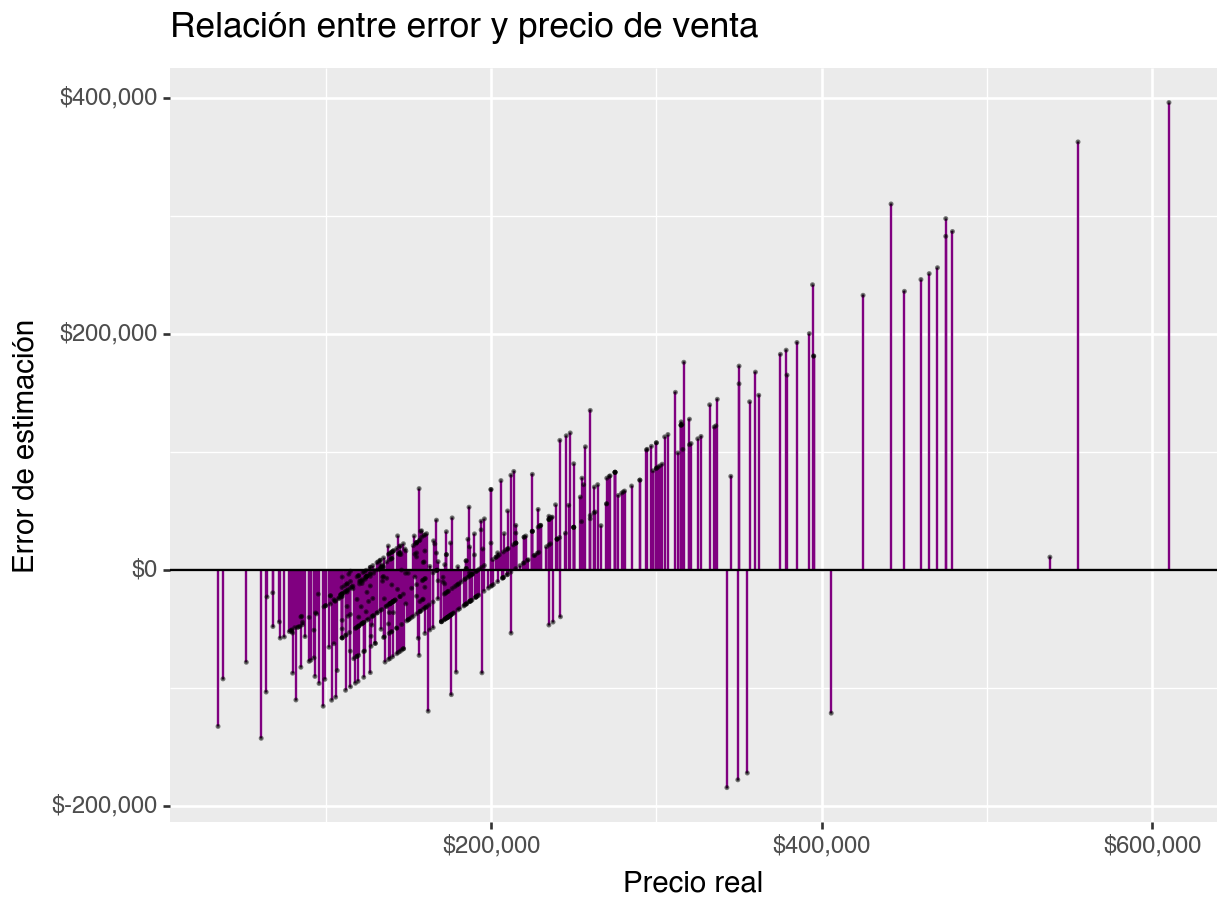 Relación entre error y precio de venta
$400,000
$200,000
$0
$-200,000
Error de estimación
$200,000
$400,000
$600,000
Precio real